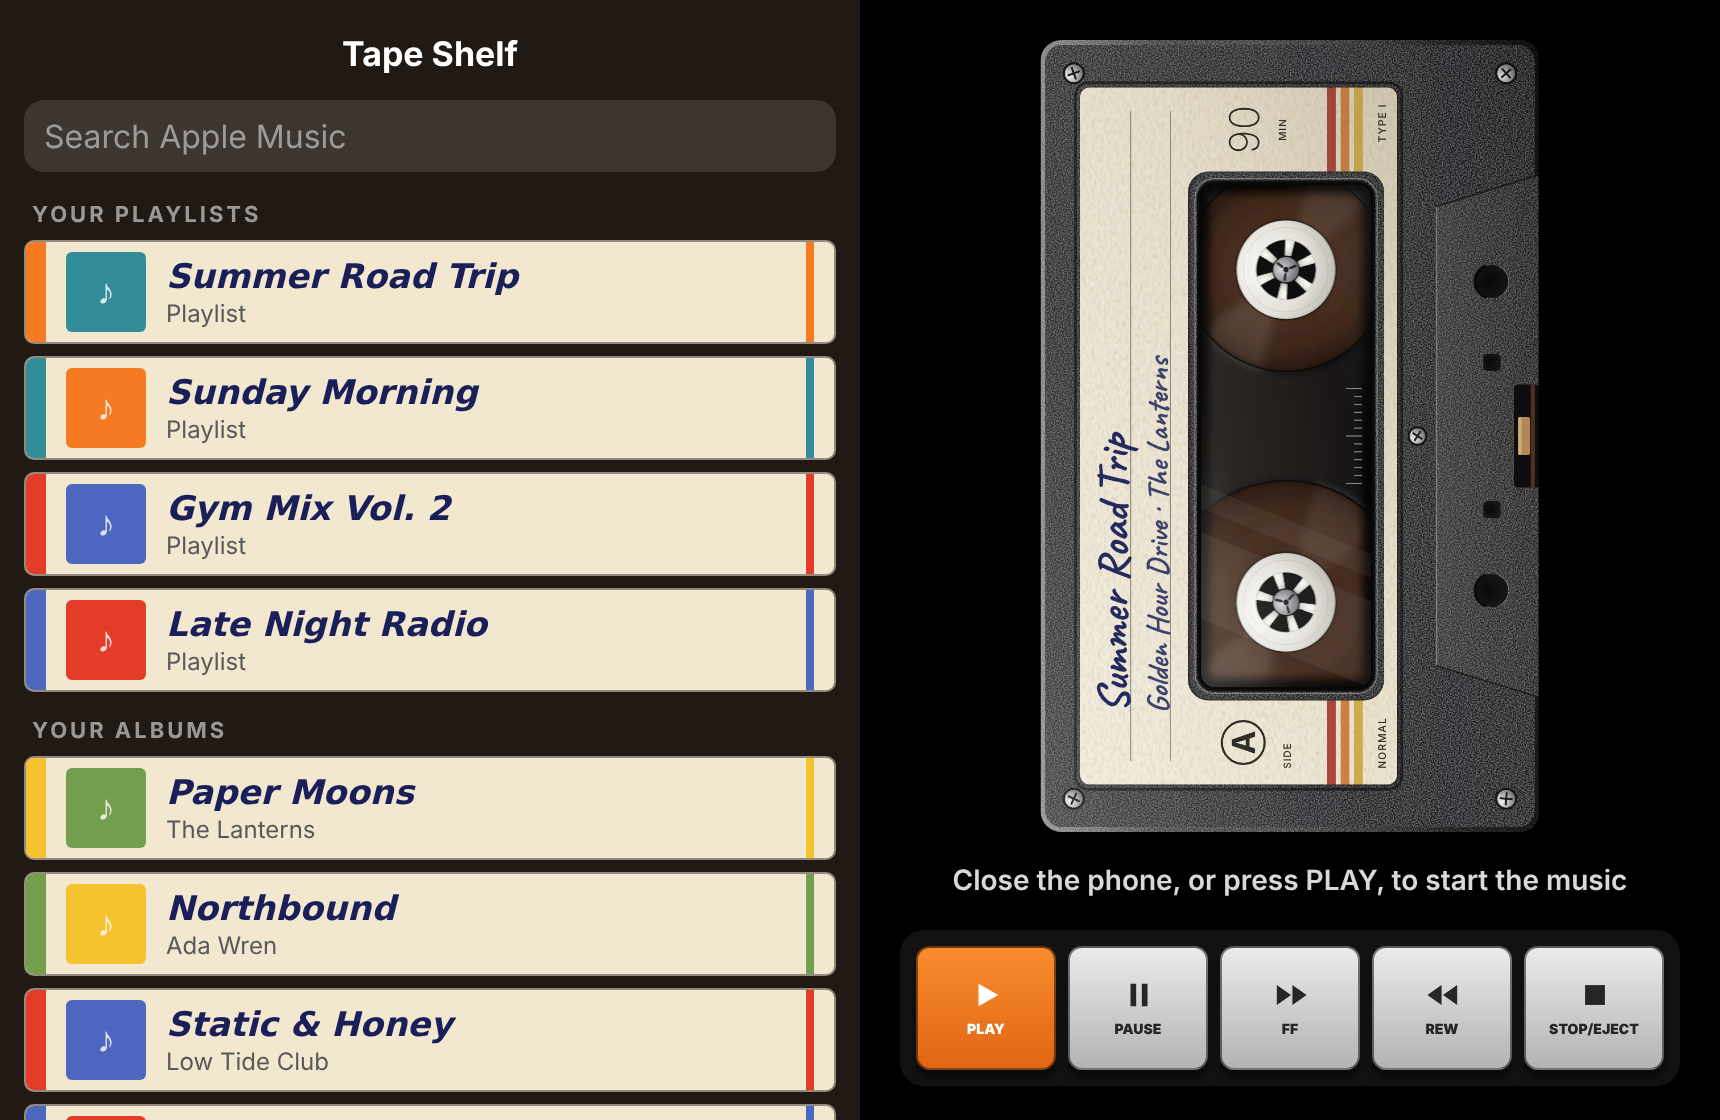 Tape Shelf
Search Apple Music
YOUR PLAYLISTS
Summer Road Trip
Playlist
Sunday Morning
Playlist
Gym Mix Vol. 2
Playlist
Late Night Radio
Playlist
YOUR ALBUMS
Paper Moons
The Lanterns
Northbound
Ada Wren
Static & Honey
Low Tide Club
Summer Road Trip
Golden Hour Drive · The Lanterns
A
SIDE
NORMAL
90
MIN
TYPE I
Close the phone, or press PLAY, to start the music
PLAY
PAUSE
FF
REW
STOP/EJECT